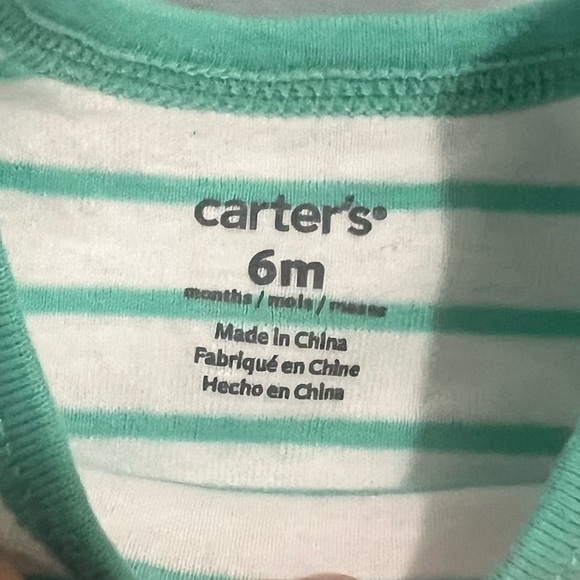 carter's®
6m
months / mois / meses
Made in China
Fabriqué en Chine
Hecho en China